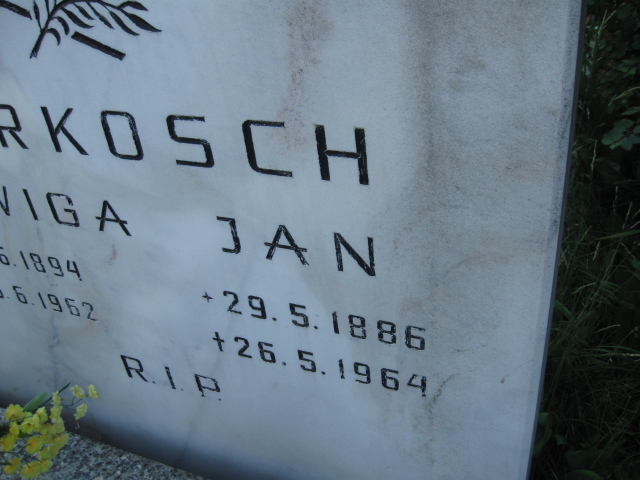 RKOSCH
WIGA JAN
6.1894 * 29.5.1886
.6.1962 † 26.5.1964
R.I.P.